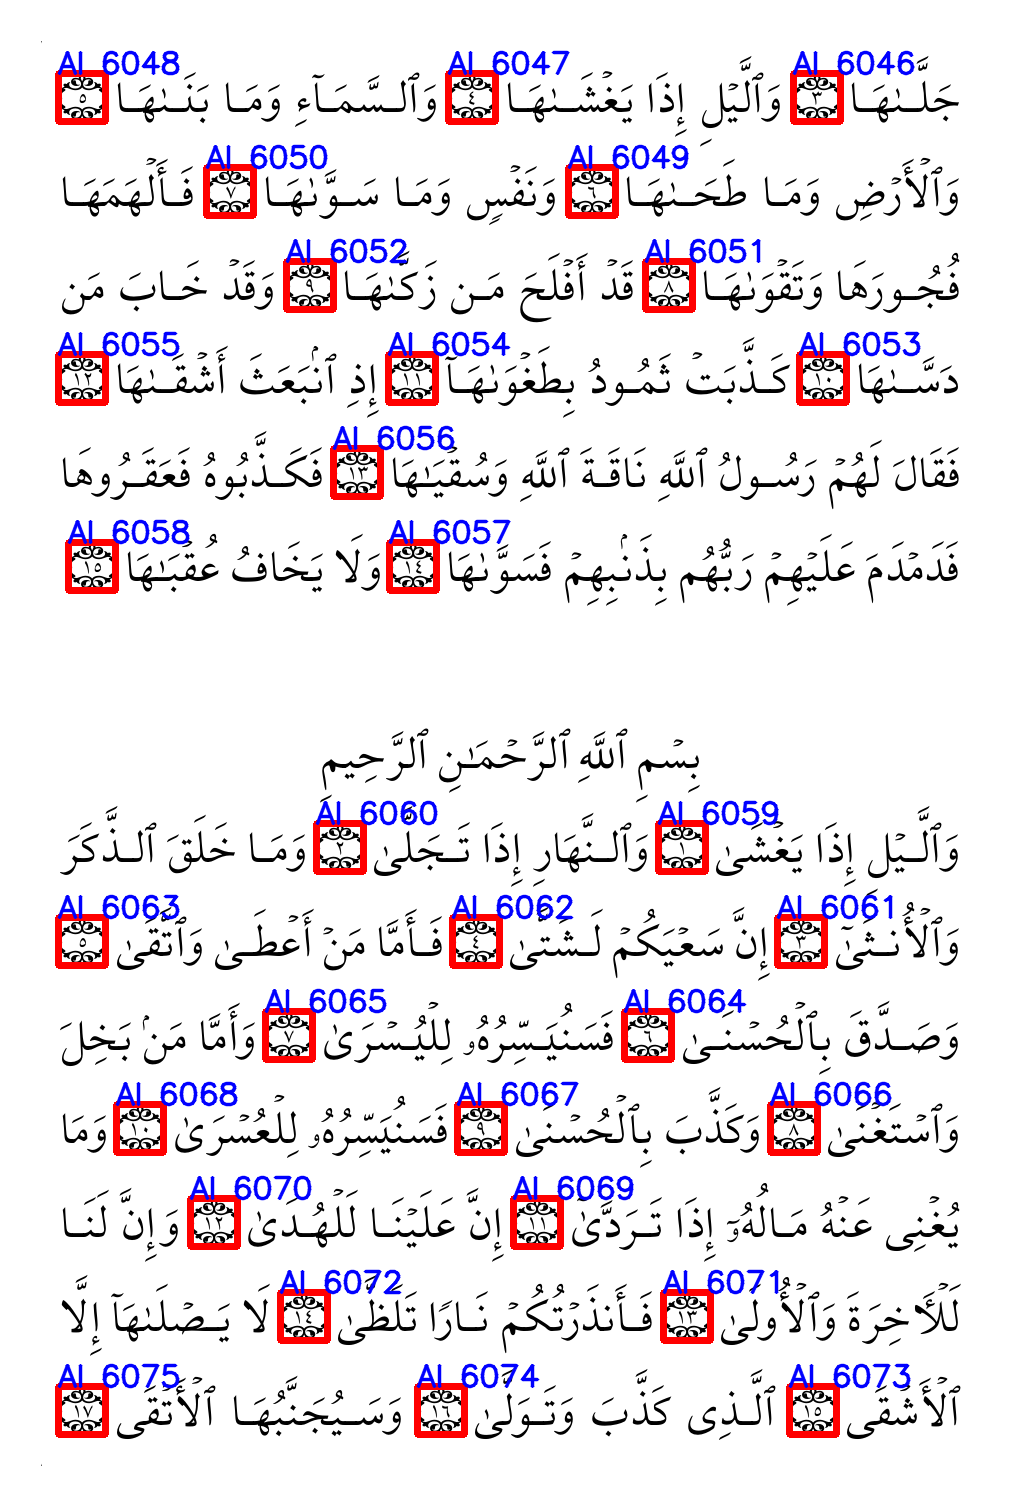 AI_6048 AI_6047 AI_6046
جَلَّىٰهَا ٣ وَٱلَّيۡلِ إِذَا يَغۡشَىٰهَا ٤ وَٱلسَّمَآءِ وَمَا بَنَىٰهَا ٥
AI_6050 AI_6049
وَٱلۡأَرۡضِ وَمَا طَحَىٰهَا ٦ وَنَفۡسٖ وَمَا سَوَّىٰهَا ٧ فَأَلۡهَمَهَا
AI_6052 AI_6051
فُجُورَهَا وَتَقۡوَىٰهَا ٨ قَدۡ أَفۡلَحَ مَن زَكَّىٰهَا ٩ وَقَدۡ خَابَ مَن
AI_6055 AI_6054 AI_6053
دَسَّىٰهَا ١٠ كَذَّبَتۡ ثَمُودُ بِطَغۡوَىٰهَآ ١١ إِذِ ٱنۢبَعَثَ أَشۡقَىٰهَا ١٢
AI_6056
فَقَالَ لَهُمۡ رَسُولُ ٱللَّهِ نَاقَةَ ٱللَّهِ وَسُقۡيَٰهَا ١٣ فَكَذَّبُوهُ فَعَقَرُوهَا
AI_6058 AI_6057
فَدَمۡدَمَ عَلَيۡهِمۡ رَبُّهُم بِذَنۢبِهِمۡ فَسَوَّىٰهَا ١٤ وَلَا يَخَافُ عُقۡبَٰهَا ١٥
بِسۡمِ ٱللَّهِ ٱلرَّحۡمَٰنِ ٱلرَّحِيمِ
AI_6060 AI_6059
وَٱلَّيۡلِ إِذَا يَغۡشَىٰ ١ وَٱلنَّهَارِ إِذَا تَجَلَّىٰ ٢ وَمَا خَلَقَ ٱلذَّكَرَ
AI_6063 AI_6062 AI_6061
وَٱلۡأُنثَىٰٓ ٣ إِنَّ سَعۡيَكُمۡ لَشَتَّىٰ ٤ فَأَمَّا مَنۡ أَعۡطَىٰ وَٱتَّقَىٰ ٥
AI_6065 AI_6064
وَصَدَّقَ بِٱلۡحُسۡنَىٰ ٦ فَسَنُيَسِّرُهُۥ لِلۡيُسۡرَىٰ ٧ وَأَمَّا مَنۢ بَخِلَ
AI_6068 AI_6067 AI_6066
وَٱسۡتَغۡنَىٰ ٨ وَكَذَّبَ بِٱلۡحُسۡنَىٰ ٩ فَسَنُيَسِّرُهُۥ لِلۡعُسۡرَىٰ ١٠ وَمَا
AI_6070 AI_6069
يُغۡنِي عَنۡهُ مَالُهُۥٓ إِذَا تَرَدَّىٰٓ ١١ إِنَّ عَلَيۡنَا لَلۡهُدَىٰ ١٢ وَإِنَّ لَنَا
AI_6072 AI_6071
لَلۡأٓخِرَةَ وَٱلۡأُولَىٰ ١٣ فَأَنذَرۡتُكُمۡ نَارٗا تَلَظَّىٰ ١٤ لَا يَصۡلَىٰهَآ إِلَّا
AI_6075 AI_6074 AI_6073
ٱلۡأَشۡقَى ١٥ ٱلَّذِي كَذَّبَ وَتَوَلَّىٰ ١٦ وَسَيُجَنَّبُهَا ٱلۡأَتۡقَى ١٧